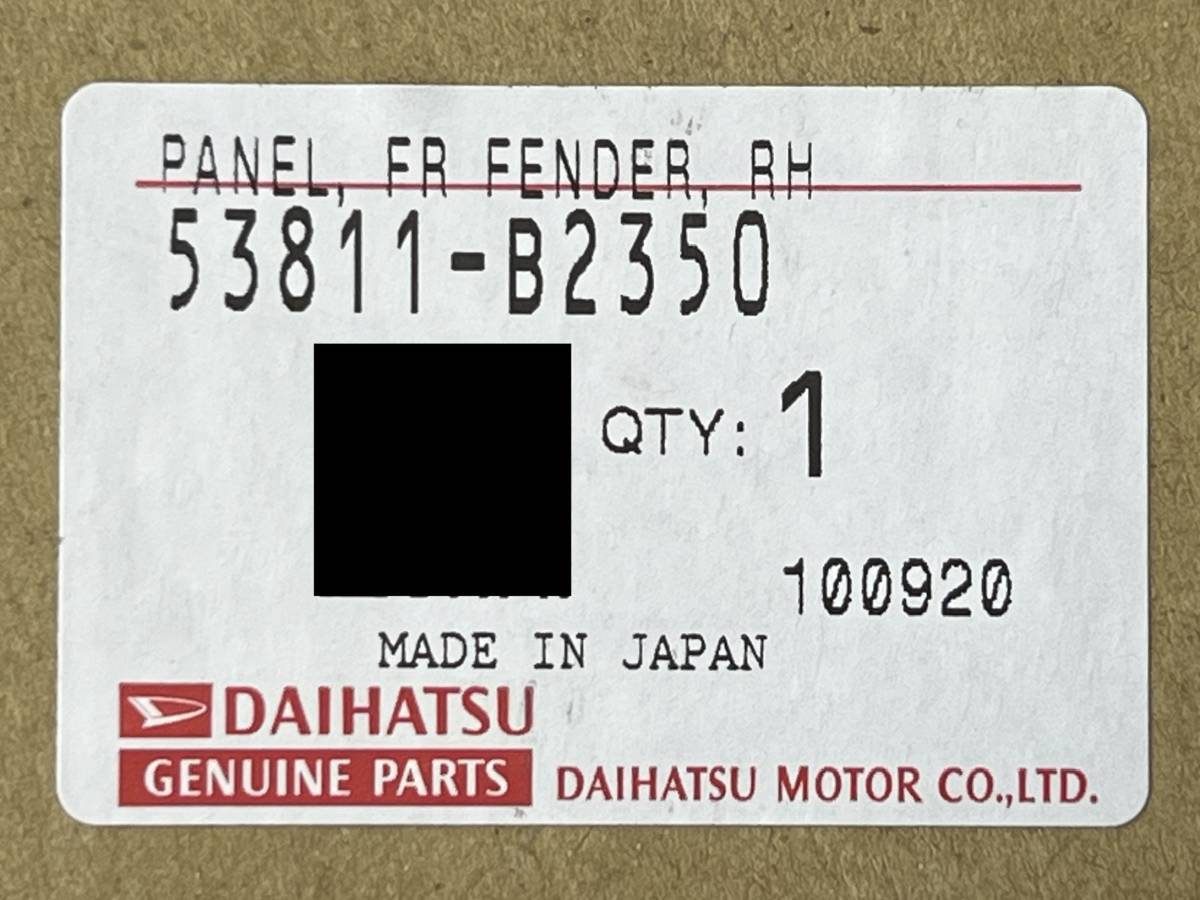 PANEL, FR FENDER, RH
53811-B2350
QTY: 1
100920
MADE IN JAPAN
DAIHATSU
GENUINE PARTS
DAIHATSU MOTOR CO.,LTD.